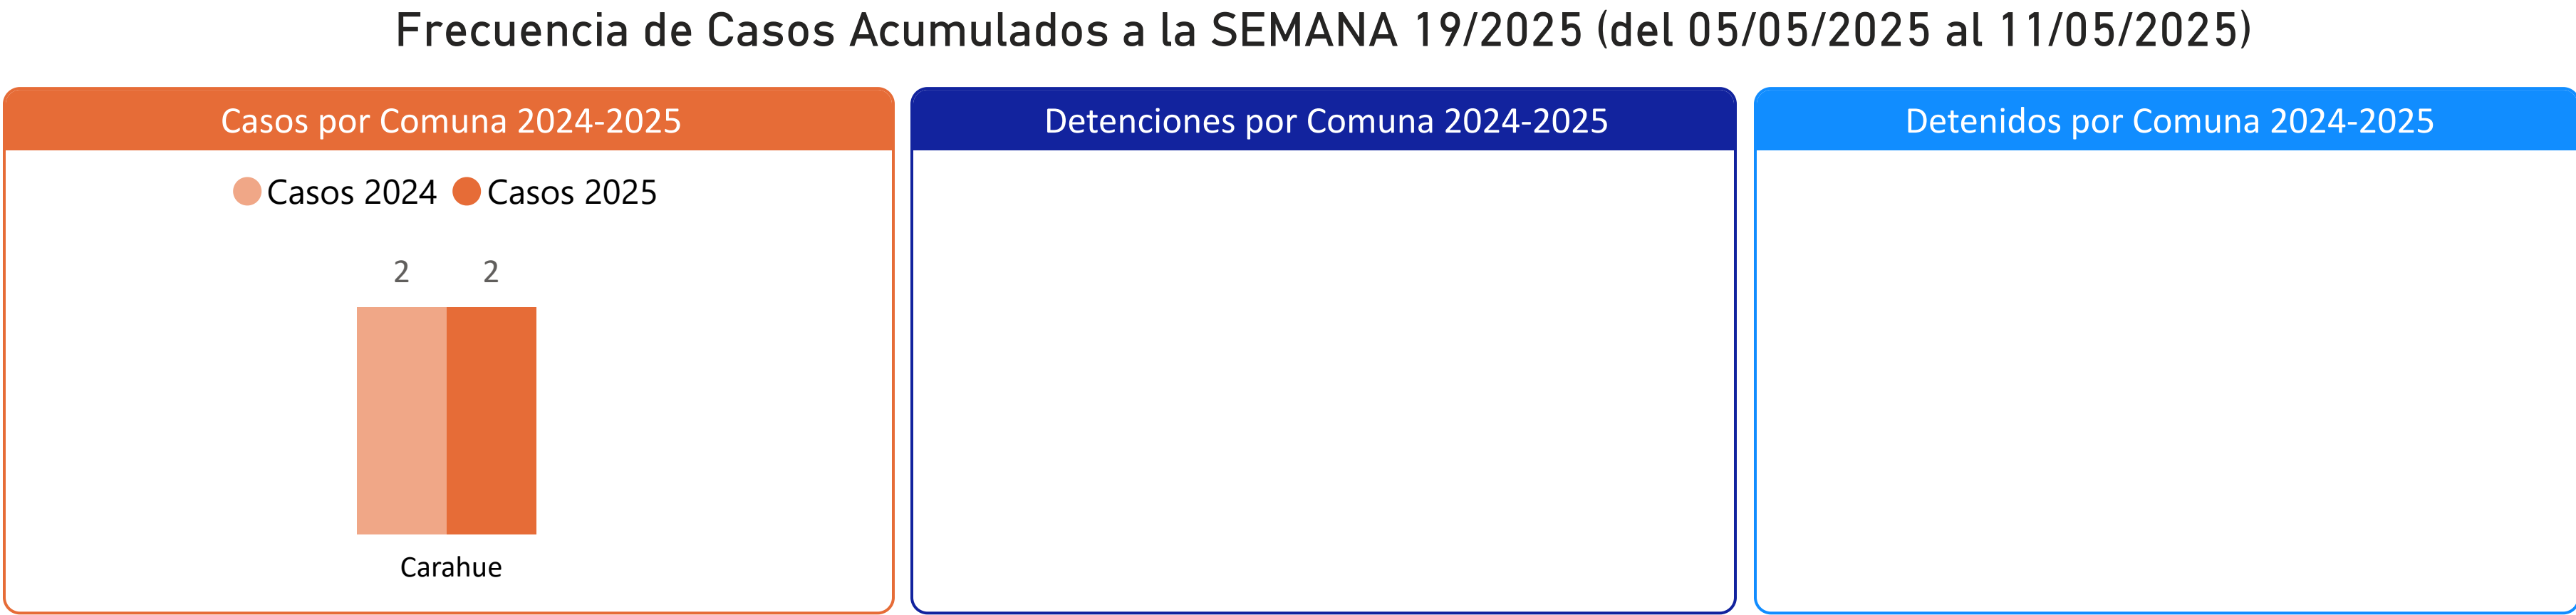 Frecuencia de Casos Acumulados a la SEMANA 19/2025 (del 05/05/2025 al 11/05/2025)
Casos por Comuna 2024-2025
Casos 2024 Casos 2025
2 2
Carahue
Detenciones por Comuna 2024-2025
Detenidos por Comuna 2024-2025